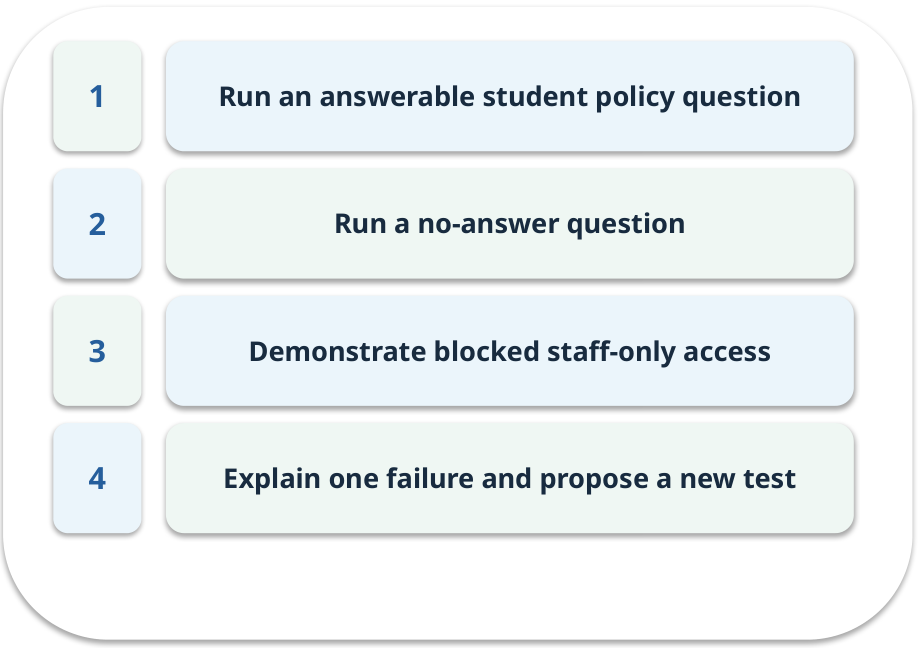 1
Run an answerable student policy question
2
Run a no-answer question
3
Demonstrate blocked staff-only access
4
Explain one failure and propose a new test